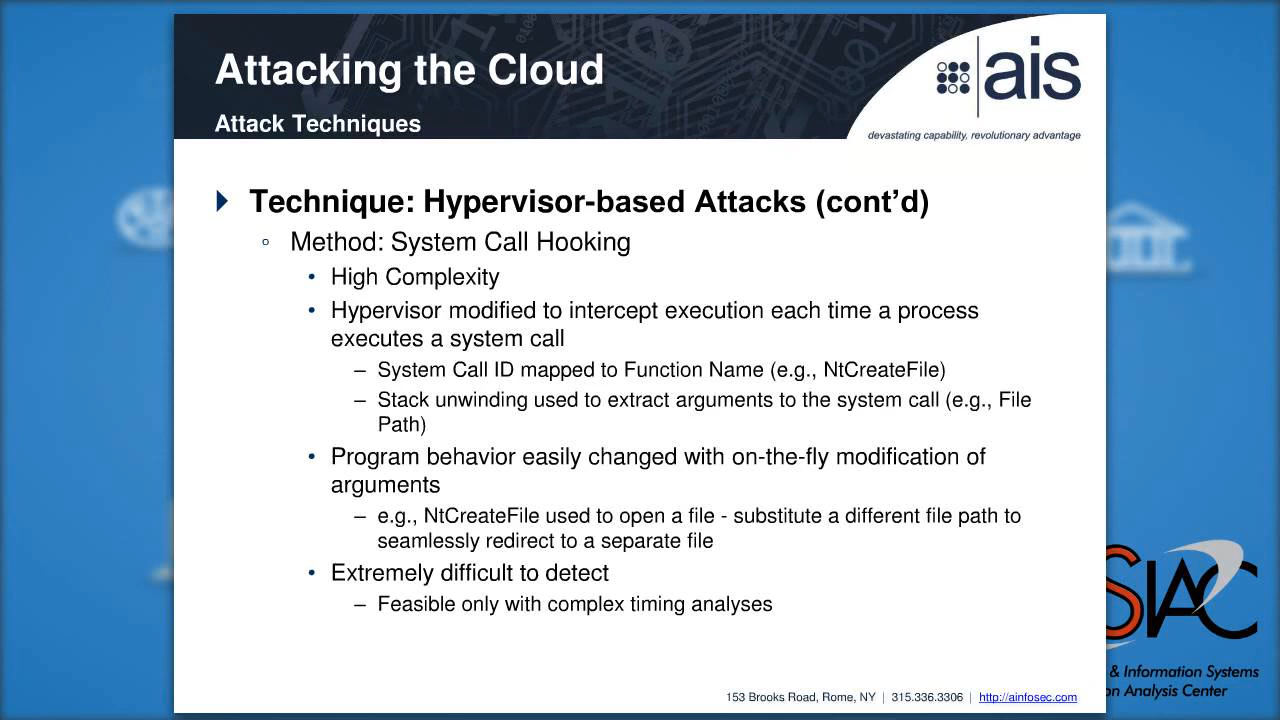 Attacking the Cloud
Attack Techniques
ais
devastating capability, revolutionary advantage
Technique: Hypervisor-based Attacks (cont’d)
Method: System Call Hooking
• High Complexity
• Hypervisor modified to intercept execution each time a process
executes a system call
– System Call ID mapped to Function Name (e.g., NtCreateFile)
– Stack unwinding used to extract arguments to the system call (e.g., File
Path)
• Program behavior easily changed with on-the-fly modification of
arguments
– e.g., NtCreateFile used to open a file - substitute a different file path to
seamlessly redirect to a separate file
• Extremely difficult to detect
– Feasible only with complex timing analyses
SIAC
& Information Systems
on Analysis Center
153 Brooks Road, Rome, NY | 315.336.3306 | http://ainfosec.com